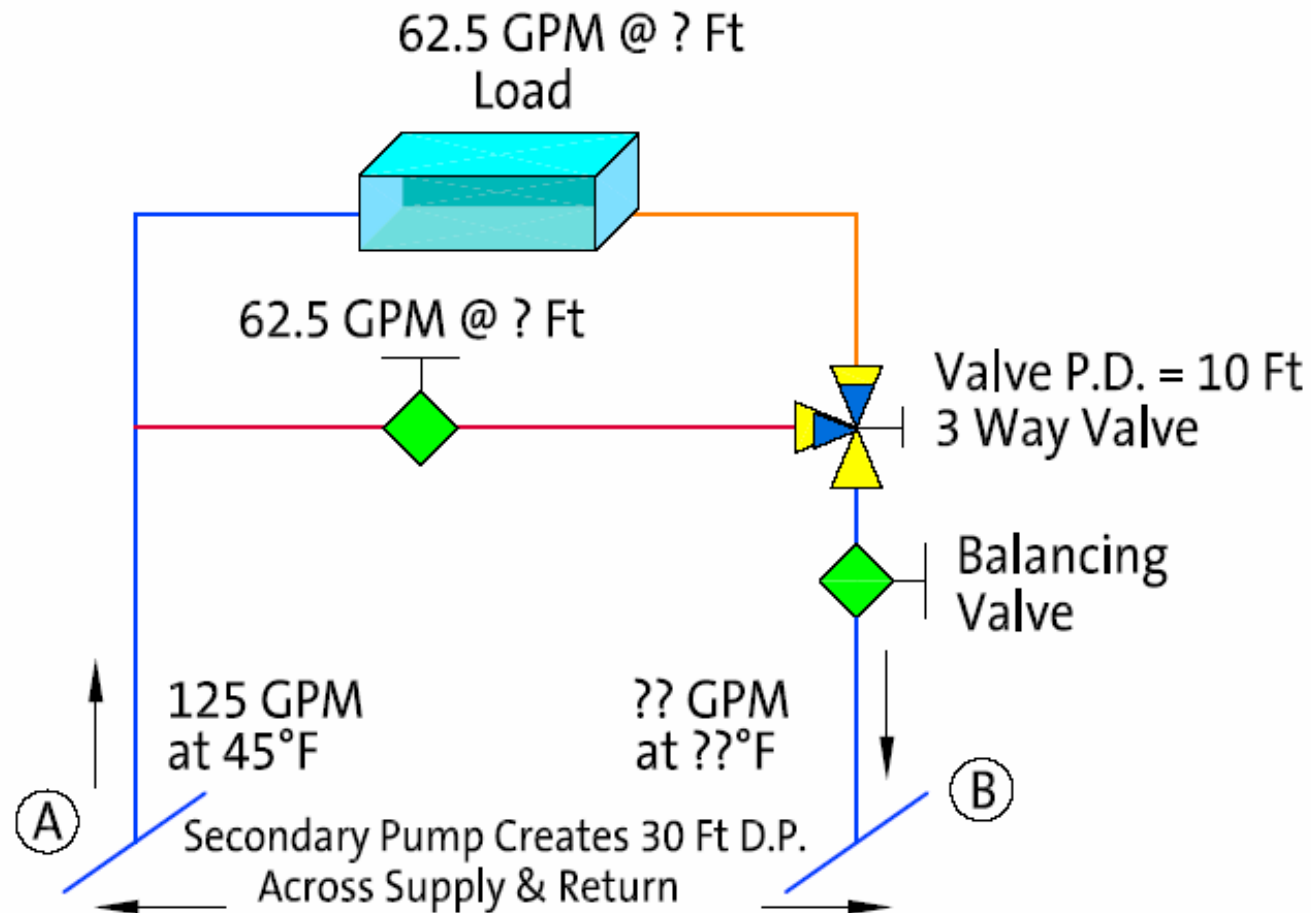 62.5 GPM @ ? Ft
Load
62.5 GPM @ ? Ft
Valve P.D. = 10 Ft
3 Way Valve
Balancing
Valve
125 GPM
at 45°F
?? GPM
at ??°F
A
B
Secondary Pump Creates 30 Ft D.P.
Across Supply & Return